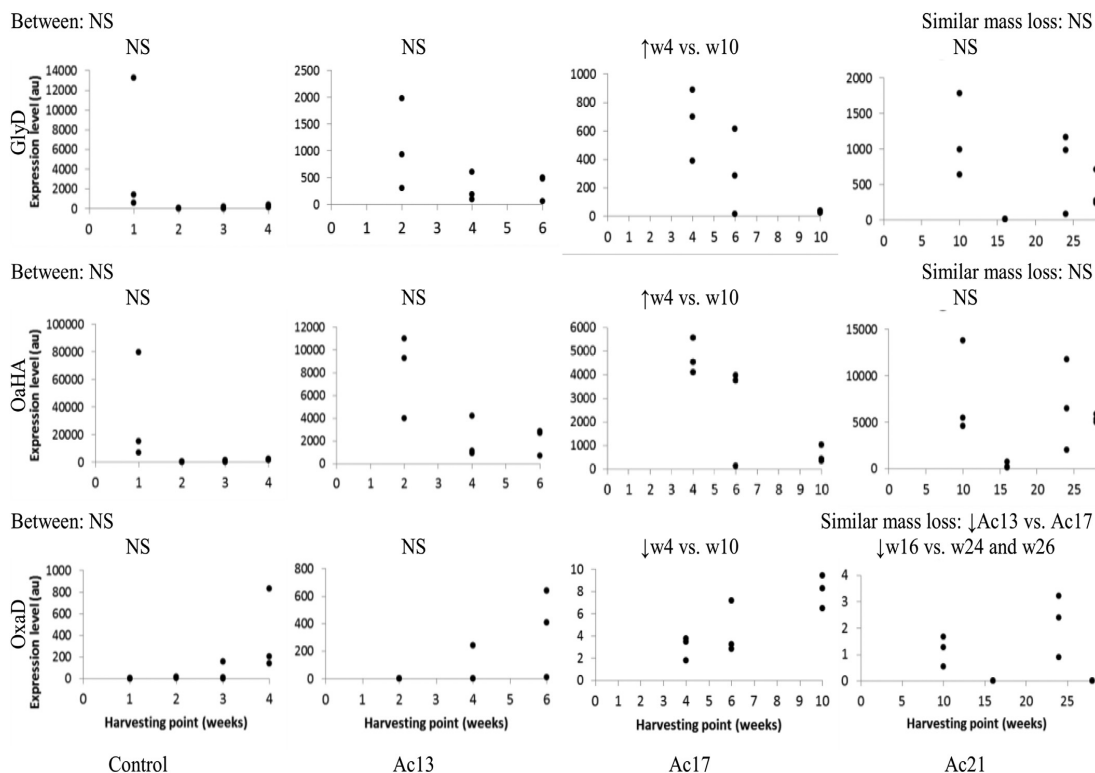 Between: NS
Similar mass loss: NS
NS
NS
↑w4 vs. w10
NS
GlyD
Expression level (au)
14000
12000
10000
8000
6000
4000
2000
0
0 1 2 3 4
2500
2000
1500
1000
500
0
0 2 4 6
1000
800
600
400
200
0
0 1 2 3 4 5 6 7 8 9 10
2000
1500
1000
500
0
0 5 10 15 20 25
Between: NS
Similar mass loss: NS
NS
NS
↑w4 vs. w10
NS
OaHA
Expression level (au)
100000
80000
60000
40000
20000
0
0 1 2 3 4
12000
10000
8000
6000
4000
2000
0
0 2 4 6
6000
5000
4000
3000
2000
1000
0
0 1 2 3 4 5 6 7 8 9 10
15000
10000
5000
0
0 5 10 15 20 25
Between: NS
Similar mass loss: ↓Ac13 vs. Ac17
NS
NS
↓w4 vs. w10
↓w16 vs. w24 and w26
OxaD
Expression level (au)
1000
800
600
400
200
0
0 1 2 3 4
Harvesting point (weeks)
800
600
400
200
0
0 1 2 3 4 5 6
Harvesting point (weeks)
10
8
6
4
2
0
0 1 2 3 4 5 6 7 8 9 10
Harvesting point (weeks)
4
3
2
1
0
0 5 10 15 20 25
Harvesting point (weeks)
Control
Ac13
Ac17
Ac21